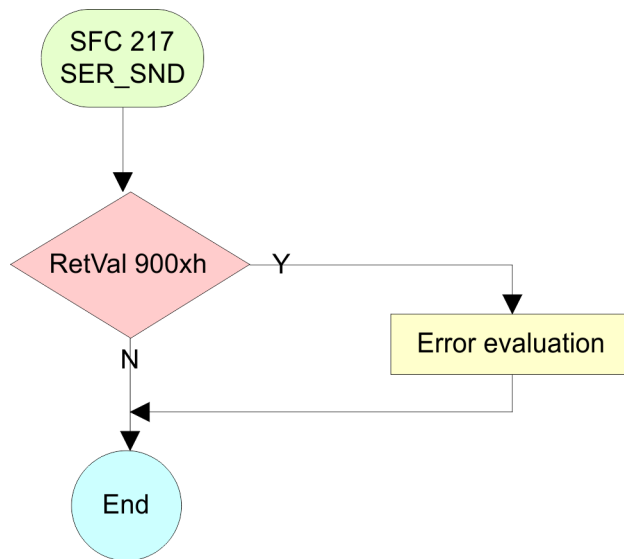 SFC 217
SER_SND
RetVal 900xh
Y
Error evaluation
N
End